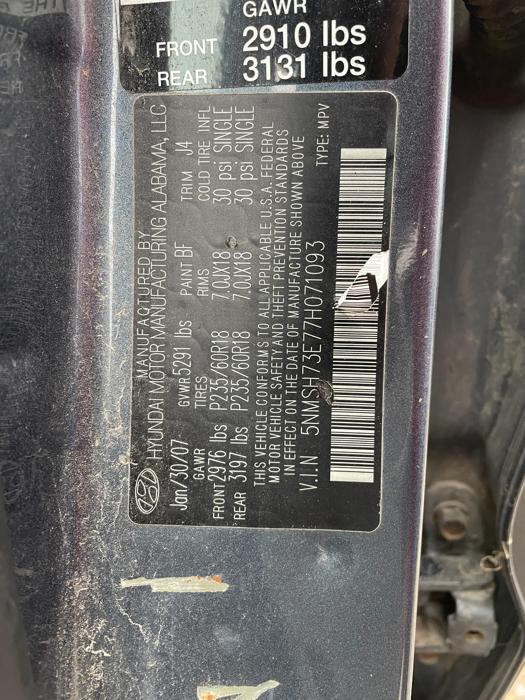 GAWR
FRONT 2910 lbs
REAR 3131 lbs
MANUFACTURED BY
HYUNDAI MOTOR MANUFACTURING ALABAMA, LLC
Jan/30/07 GVWR 5291 lbs PAINT BF TRIM J4
GAWR TIRES RIMS COLD TIRE INFL
FRONT 2976 lbs P235/60R18 7.0JX18 30 psi SINGLE
REAR 3197 lbs P235/60R18 7.0JX18 30 psi SINGLE
THIS VEHICLE CONFORMS TO ALL APPLICABLE U.S.A. FEDERAL
MOTOR VEHICLE SAFETY AND THEFT PREVENTION STANDARDS
IN EFFECT ON THE DATE OF MANUFACTURE SHOWN ABOVE
V.I.N 5NMSH73E77H071093 TYPE: MPV